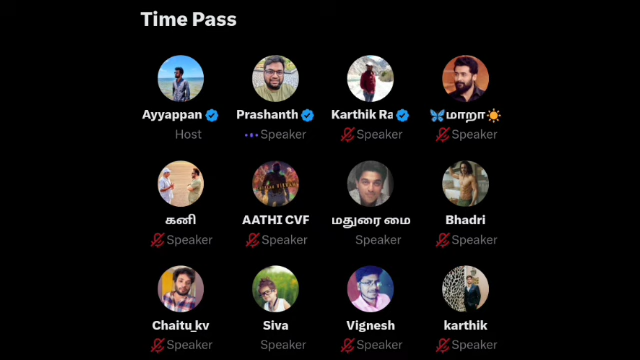 Time Pass
Ayyappan Prashanth Karthik Ra மாறா
Host Speaker Speaker Speaker
கனி AATHI CVF மதுரை மை Bhadri
Speaker Speaker Speaker Speaker
Chaitu_kv Siva Vignesh karthik
Speaker Speaker Speaker Speaker